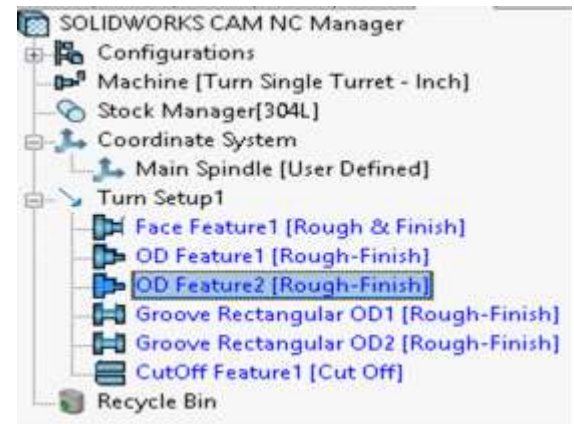 SOLIDWORKS CAM NC Manager
Configurations
Machine [Turn Single Turret - Inch]
Stock Manager[304L]
Coordinate System
Main Spindle [User Defined]
Turn Setup1
Face Feature1 [Rough & Finish]
OD Feature1 [Rough-Finish]
OD Feature2 [Rough-Finish]
Groove Rectangular OD1 [Rough-Finish]
Groove Rectangular OD2 [Rough-Finish]
CutOff Feature1 [Cut Off]
Recycle Bin